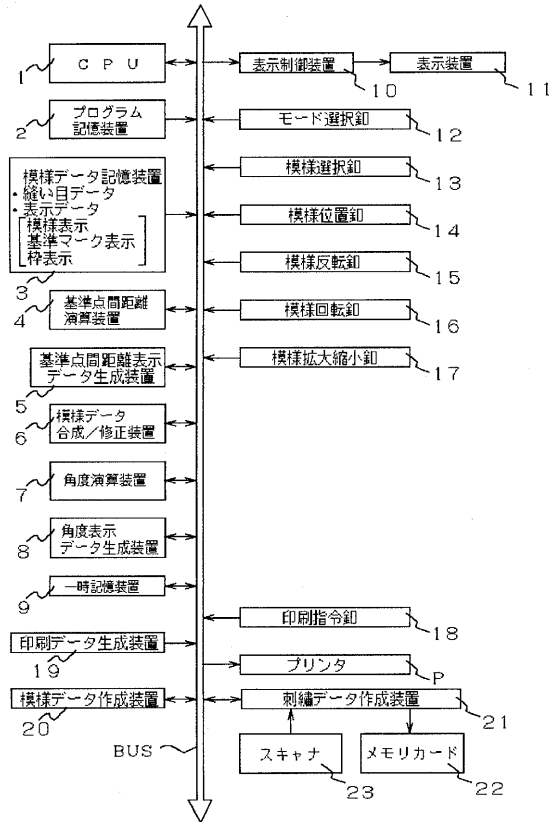 CPU
1
プログラム
記憶装置
2
模様データ記憶装置
・縫い目データ
・表示データ
模様表示
基準マーク表示
枠表示
3
基準点間距離
演算装置
4
基準点間距離表示
データ生成装置
5
模様データ
合成／修正装置
6
角度演算装置
7
角度表示
データ生成装置
8
一時記憶装置
9
印刷データ生成装置
19
模様データ作成装置
20
BUS
表示制御装置
10
表示装置
11
モード選択釦
12
模様選択釦
13
模様位置釦
14
模様反転釦
15
模様回転釦
16
模様拡大縮小釦
17
印刷指令釦
18
プリンタ
P
刺繍データ作成装置
21
スキャナ
23
メモリカード
22